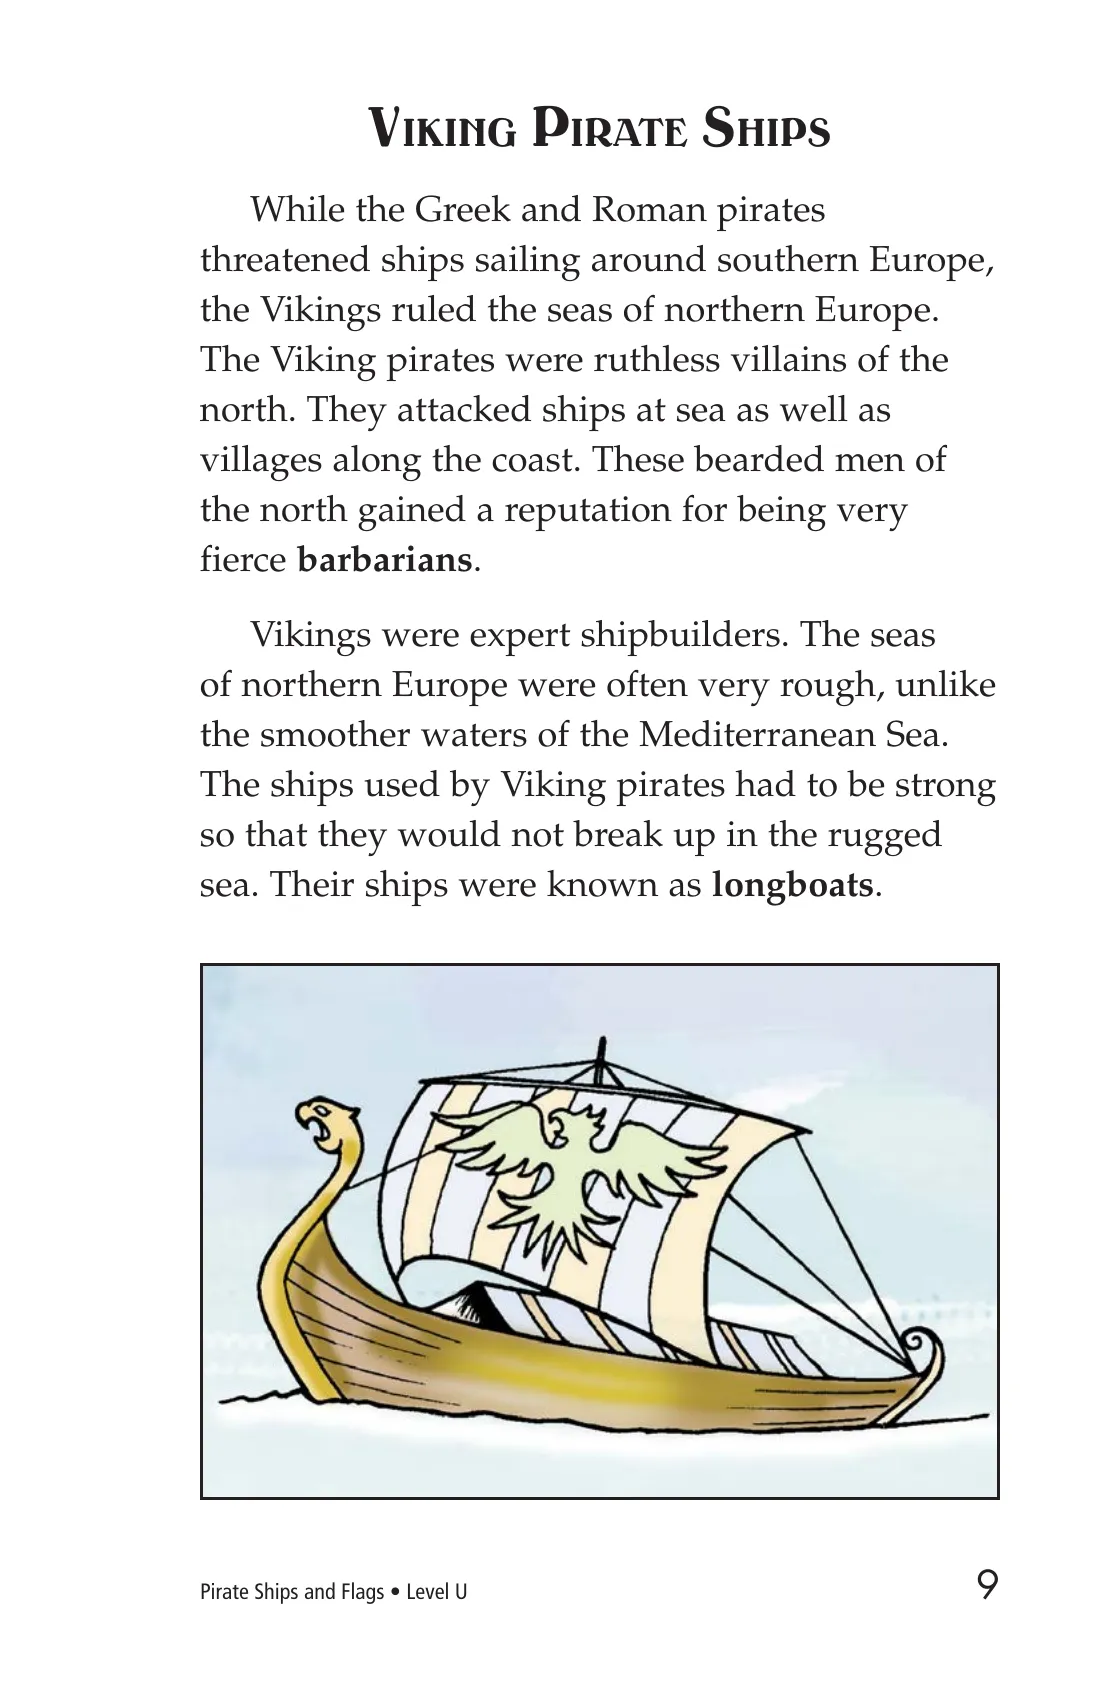 Viking Pirate Ships
While the Greek and Roman pirates
threatened ships sailing around southern Europe,
the Vikings ruled the seas of northern Europe.
The Viking pirates were ruthless villains of the
north. They attacked ships at sea as well as
villages along the coast. These bearded men of
the north gained a reputation for being very
fierce barbarians.
Vikings were expert shipbuilders. The seas
of northern Europe were often very rough, unlike
the smoother waters of the Mediterranean Sea.
The ships used by Viking pirates had to be strong
so that they would not break up in the rugged
sea. Their ships were known as longboats.
Pirate Ships and Flags • Level U 9